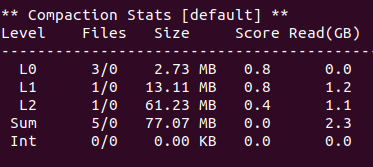 ** Compaction Stats [default] **
Level    Files   Size     Score Read(GB)
----------------------------------------------
  L0      3/0    2.73 MB   0.8      0.0
  L1      1/0   13.11 MB   0.8      1.2
  L2      1/0   61.23 MB   0.4      1.1
 Sum      5/0   77.07 MB   0.0      2.3
 Int      0/0    0.00 KB   0.0      0.0